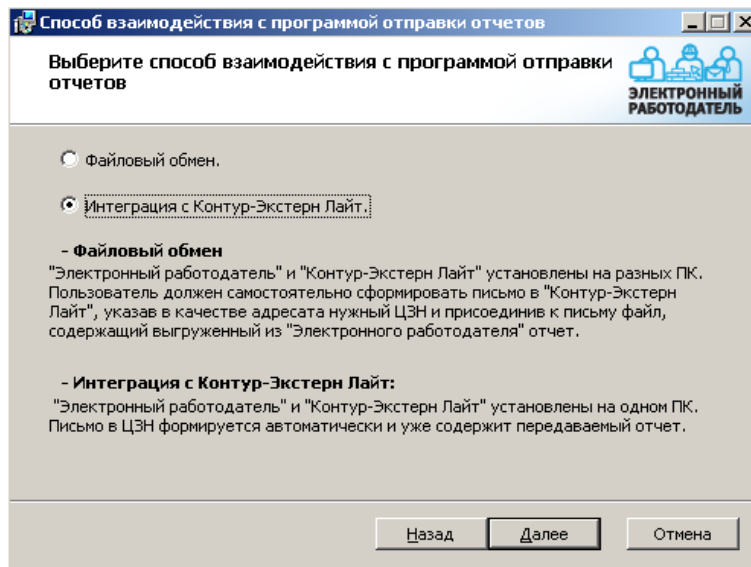 Способ взаимодействия с программой отправки отчетов
Выберите способ взаимодействия с программой отправки
отчетов
ЭЛЕКТРОННЫЙ
РАБОТОДАТЕЛЬ
Файловый обмен.
Интеграция с Контур-Экстерн Лайт.
- Файловый обмен
"Электронный работодатель" и "Контур-Экстерн Лайт" установлены на разных ПК.
Пользователь должен самостоятельно сформировать письмо в "Контур-Экстерн
Лайт", указав в качестве адресата нужный ЦЗН и присоединив к письму файл,
содержащий выгруженный из "Электронного работодателя" отчет.
- Интеграция с Контур-Экстерн Лайт:
"Электронный работодатель" и "Контур-Экстерн Лайт" установлены на одном ПК.
Письмо в ЦЗН формируется автоматически и уже содержит передаваемый отчет.
Назад Далее Отмена